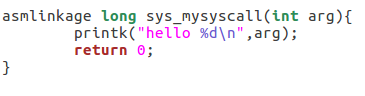 asmlinkage long sys_mysyscall(int arg){
        printk("hello %d\n",arg);
        return 0;
}